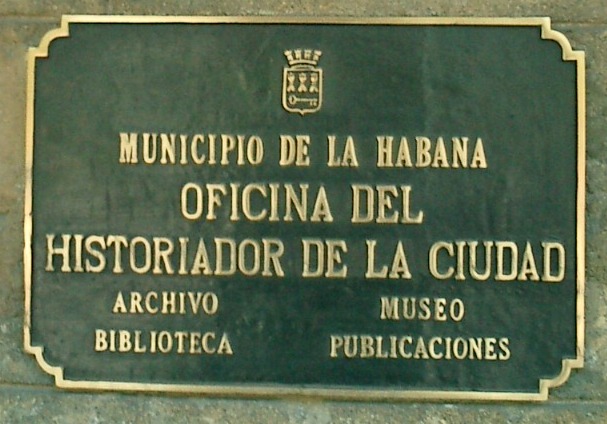 MUNICIPIO DE LA HABANA
OFICINA DEL
HISTORIADOR DE LA CIUDAD
ARCHIVO MUSEO
BIBLIOTECA PUBLICACIONES